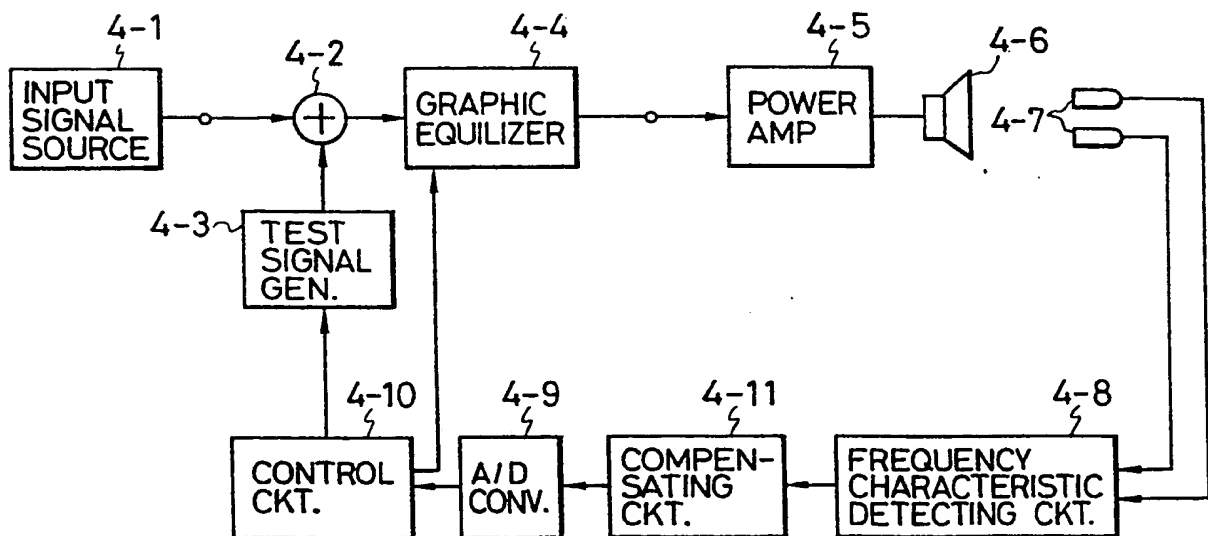 4-1
INPUT
SIGNAL
SOURCE
4-2
4-3
TEST
SIGNAL
GEN.
4-4
GRAPHIC
EQUILIZER
4-5
POWER
AMP
4-6
4-7
4-10
CONTROL
CKT.
4-9
A/D
CONV.
4-11
COMPEN-
SATING
CKT.
4-8
FREQUENCY
CHARACTERISTIC
DETECTING CKT.